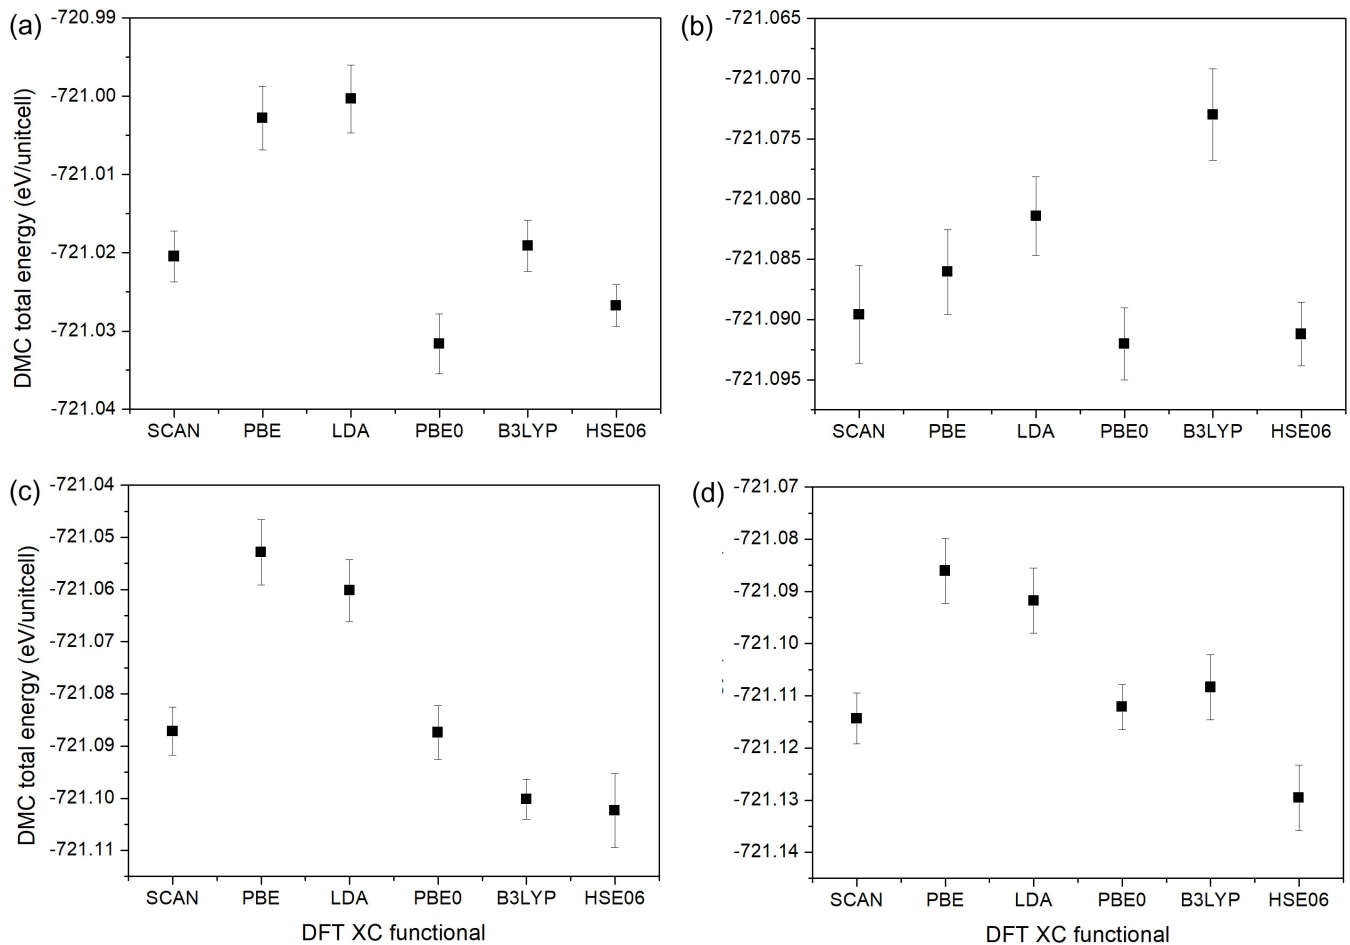 (a)
DMC total energy (eV/unitcell)
-720.99
-721.00
-721.01
-721.02
-721.03
-721.04
SCAN PBE LDA PBE0 B3LYP HSE06
(b)
-721.065
-721.070
-721.075
-721.080
-721.085
-721.090
-721.095
SCAN PBE LDA PBE0 B3LYP HSE06
(c)
DMC total energy (eV/unitcell)
-721.04
-721.05
-721.06
-721.07
-721.08
-721.09
-721.10
-721.11
SCAN PBE LDA PBE0 B3LYP HSE06
DFT XC functional
(d)
-721.07
-721.08
-721.09
-721.10
-721.11
-721.12
-721.13
-721.14
SCAN PBE LDA PBE0 B3LYP HSE06
DFT XC functional